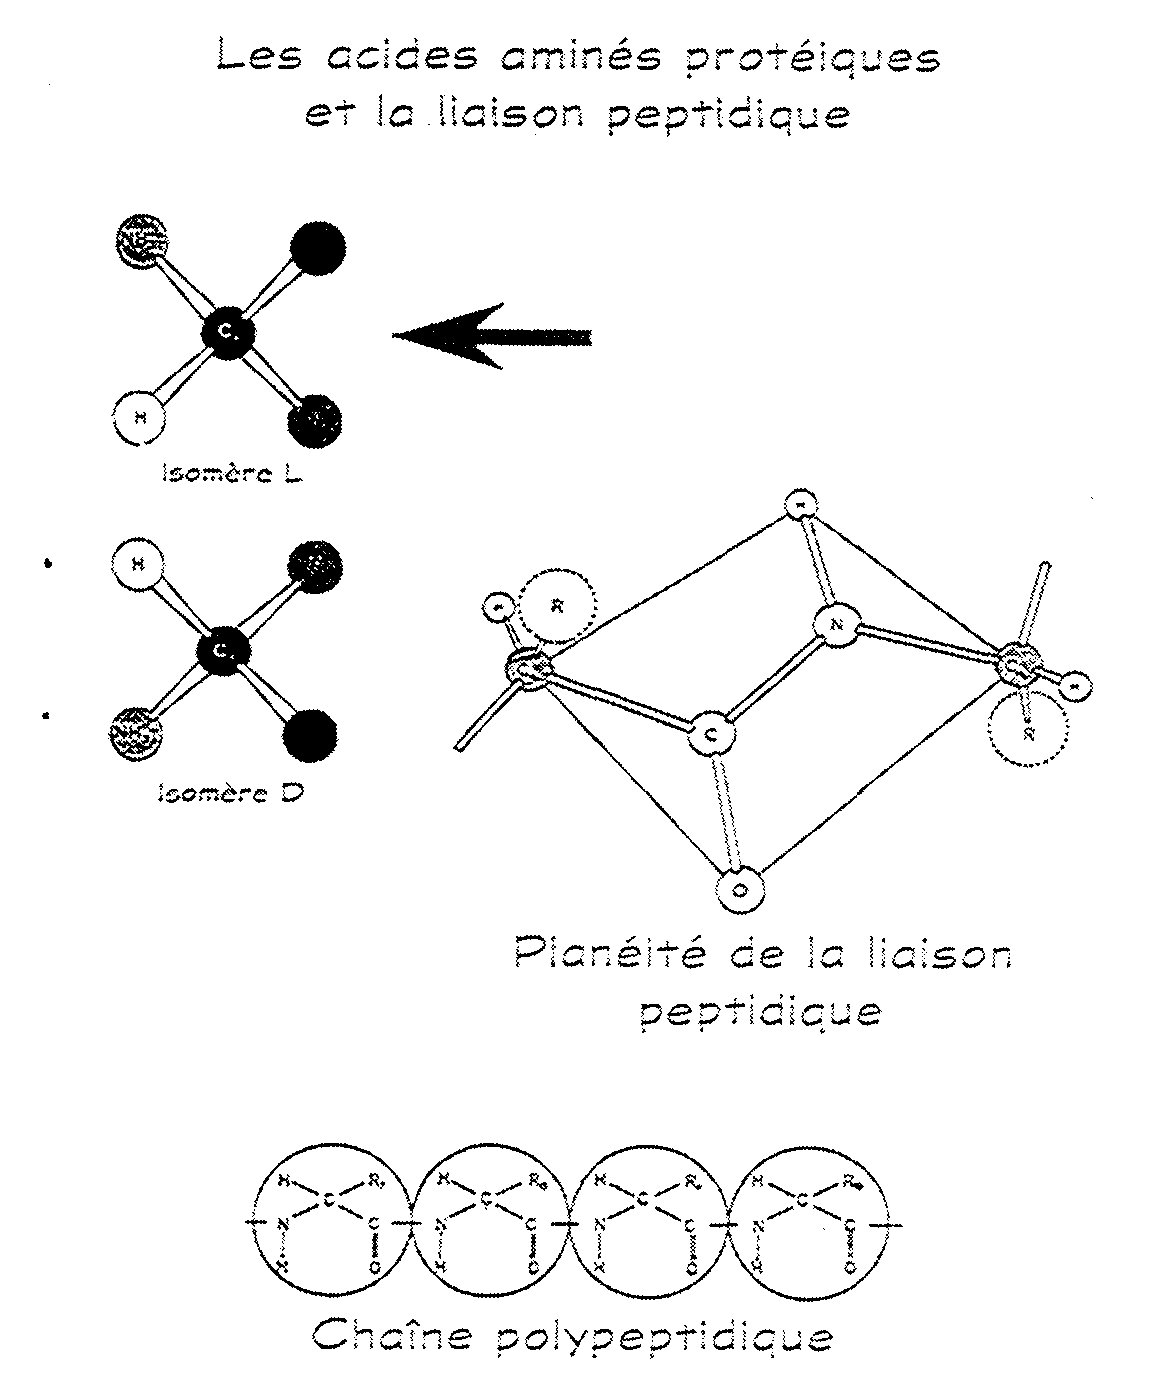 Les acides aminés protéiques
et la liaison peptidique
C
H
Isomère L
H
C
Isomère D
H
H
R
N
C
C
C
H
R
O
Planéité de la liaison
peptidique
H R H R H R H R
C C C C
N C N C N C N C
H O H O H O H O
Chaîne polypeptidique